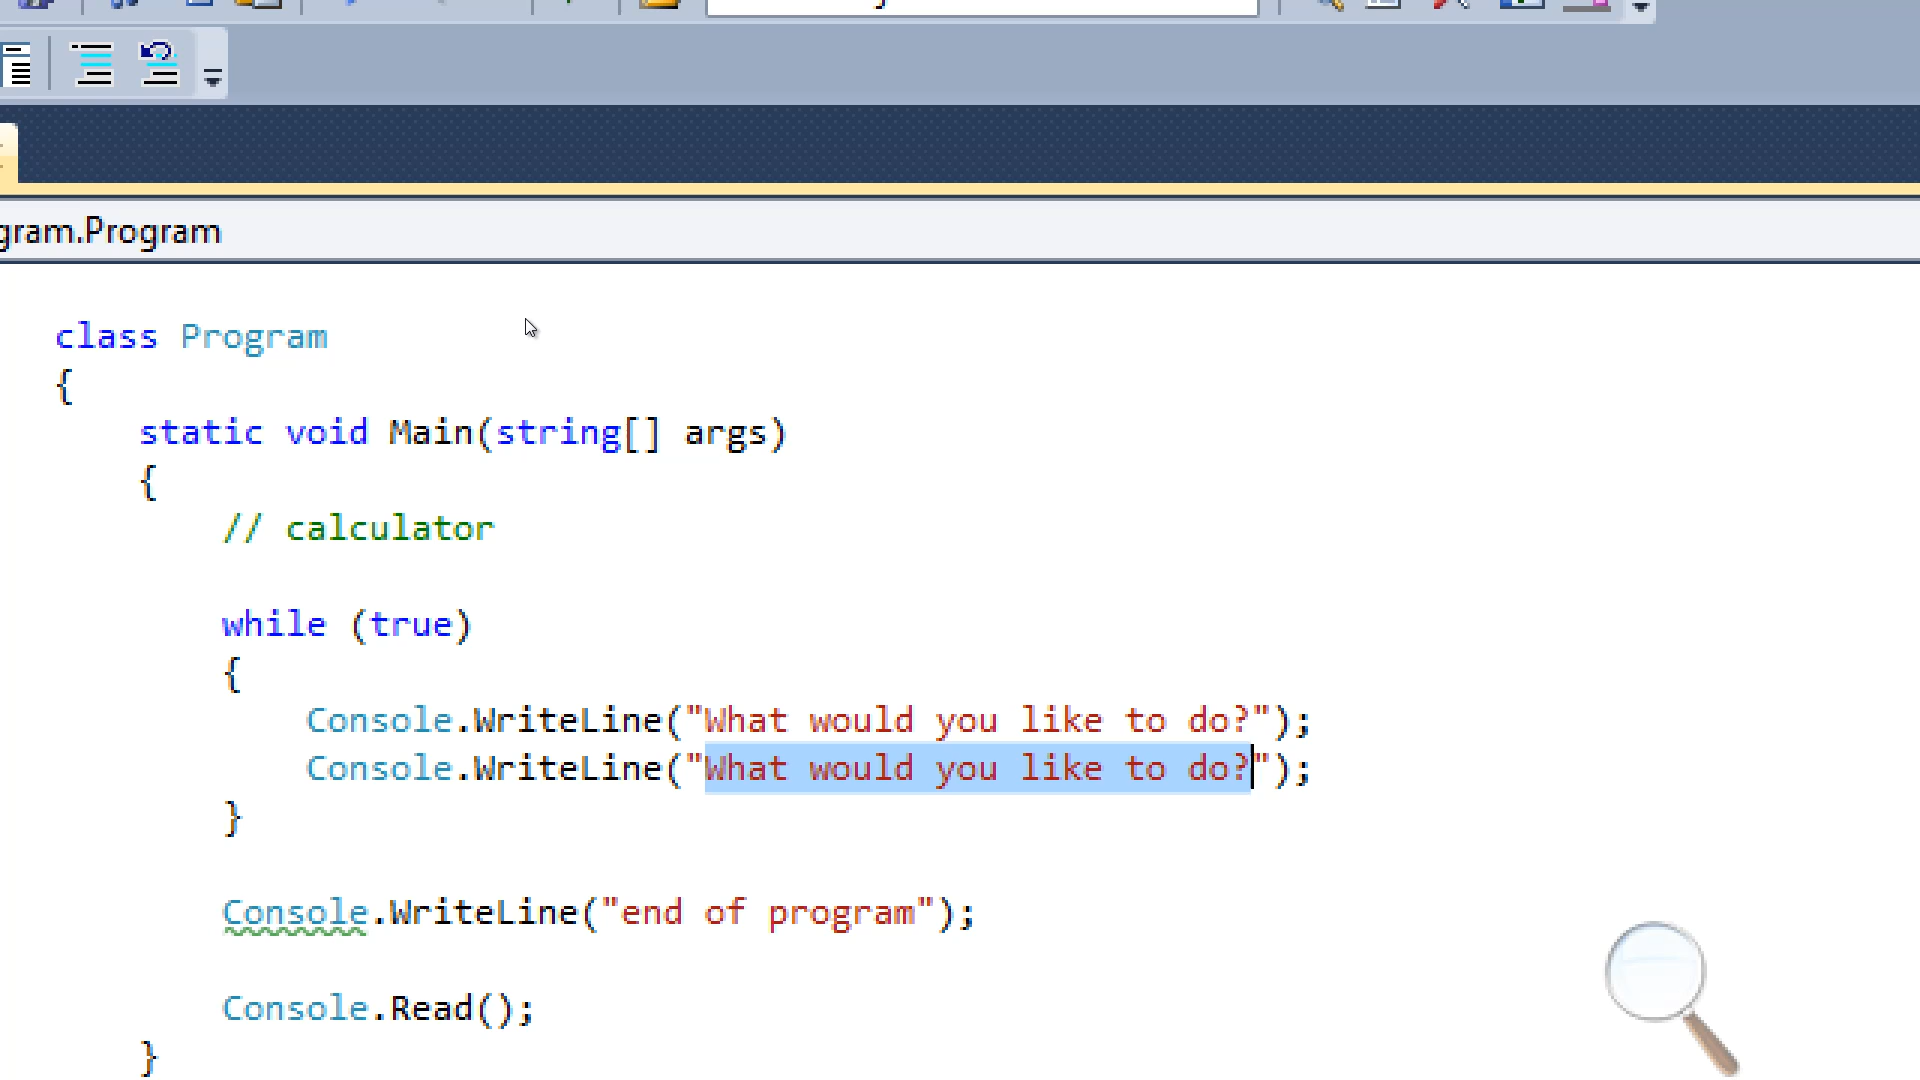 gram.Program
class Program
{
static void Main(string[] args)
{
// calculator
while (true)
{
Console.WriteLine("What would you like to do?");
Console.WriteLine("What would you like to do?");
}
Console.WriteLine("end of program");
Console.Read();
}